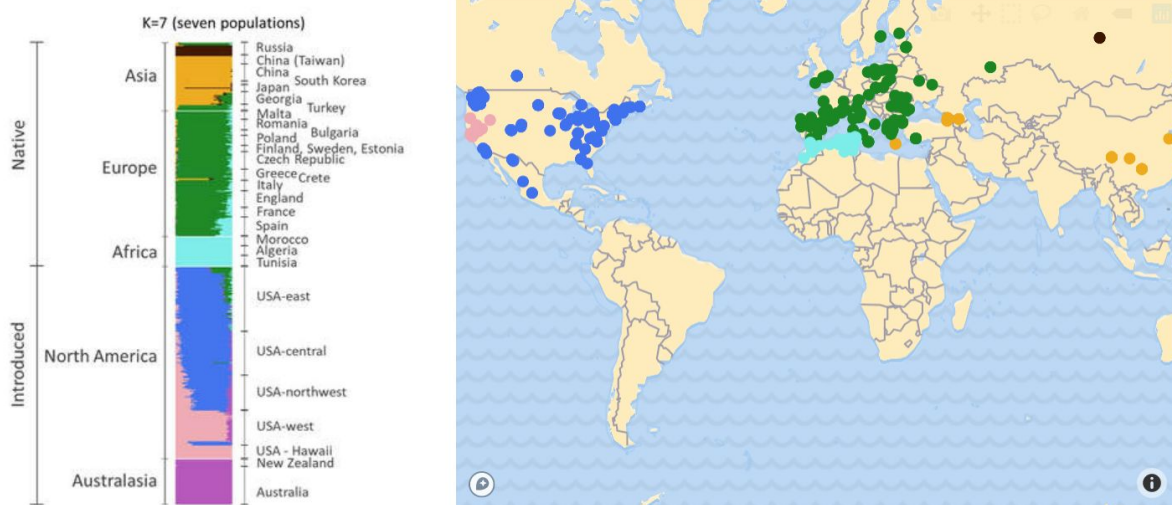 K=7 (seven populations)
Native
Introduced
Asia
Europe
Africa
North America
Australasia
Russia
China (Taiwan)
China
South Korea
Japan
Georgia
Turkey
Malta
Romania
Bulgaria
Poland
Finland, Sweden, Estonia
Czech Republic
Greece
Crete
Italy
England
France
Spain
Morocco
Algeria
Tunisia
USA-east
USA-central
USA-northwest
USA-west
USA - Hawaii
New Zealand
Australia